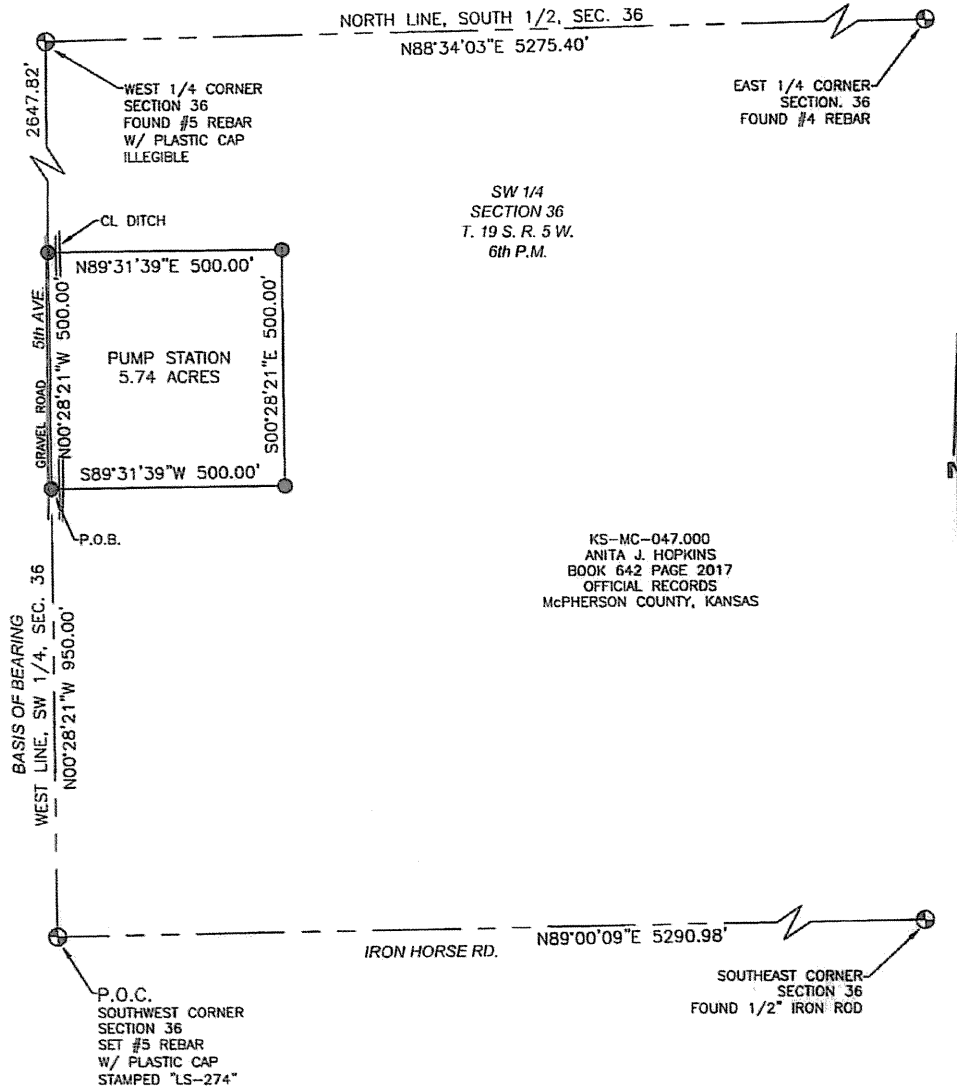 NORTH LINE, SOUTH 1/2, SEC. 36
N88°34'03"E 5275.40'
2647.82'
WEST 1/4 CORNER
SECTION 36
FOUND #5 REBAR
W/ PLASTIC CAP
ILLEGIBLE
EAST 1/4 CORNER
SECTION. 36
FOUND #4 REBAR
SW 1/4
SECTION 36
T. 19 S. R. 5 W.
6th P.M.
CL DITCH
N89°31'39"E 500.00'
GRAVEL ROAD 5th AVE.
N00°28'21"W 500.00'
PUMP STATION
5.74 ACRES
S00°28'21"E 500.00'
S89°31'39"W 500.00'
P.O.B.
N
KS-MC-047.000
ANITA J. HOPKINS
BOOK 642 PAGE 2017
OFFICIAL RECORDS
McPHERSON COUNTY, KANSAS
BASIS OF BEARING
WEST LINE, SW 1/4, SEC. 36
N00°28'21"W 950.00'
IRON HORSE RD.
N89°00'09"E 5290.98'
P.O.C.
SOUTHWEST CORNER
SECTION 36
SET #5 REBAR
W/ PLASTIC CAP
STAMPED "LS-274"
SOUTHEAST CORNER
SECTION 36
FOUND 1/2" IRON ROD